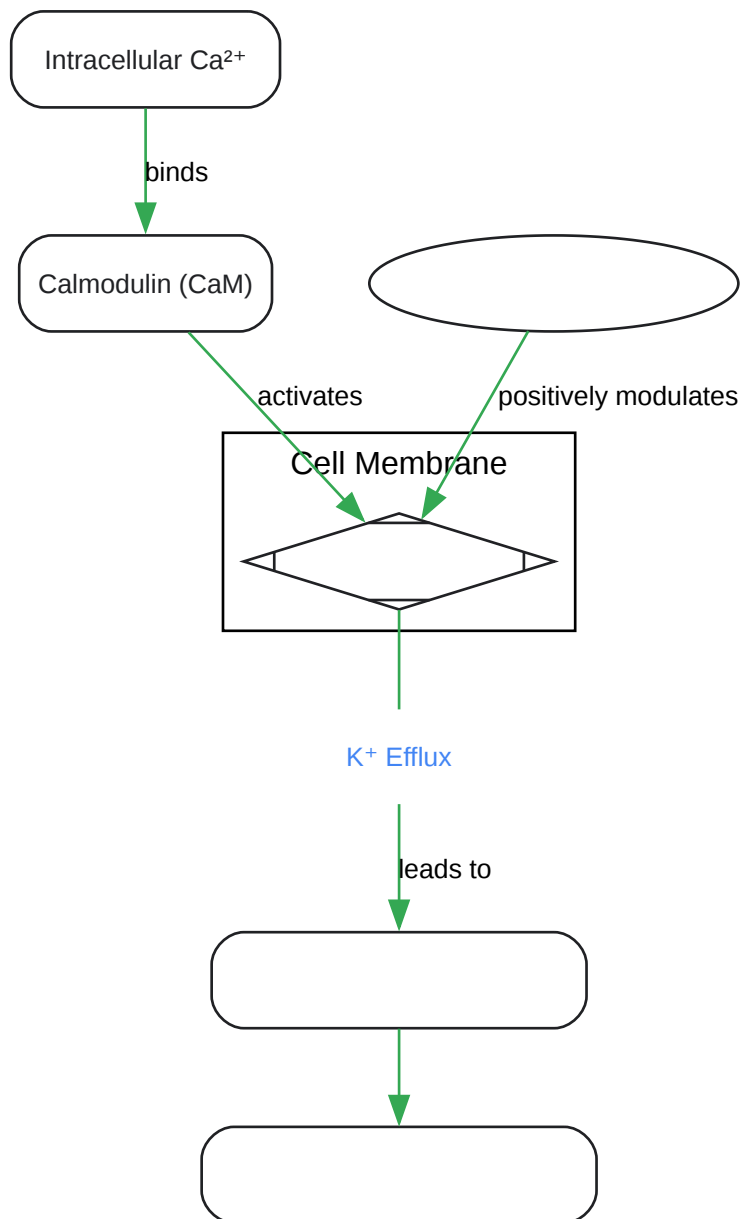 Intracellular Ca²⁺
binds
Calmodulin (CaM)
activates
positively modulates
Cell Membrane
K⁺ Efflux
leads to